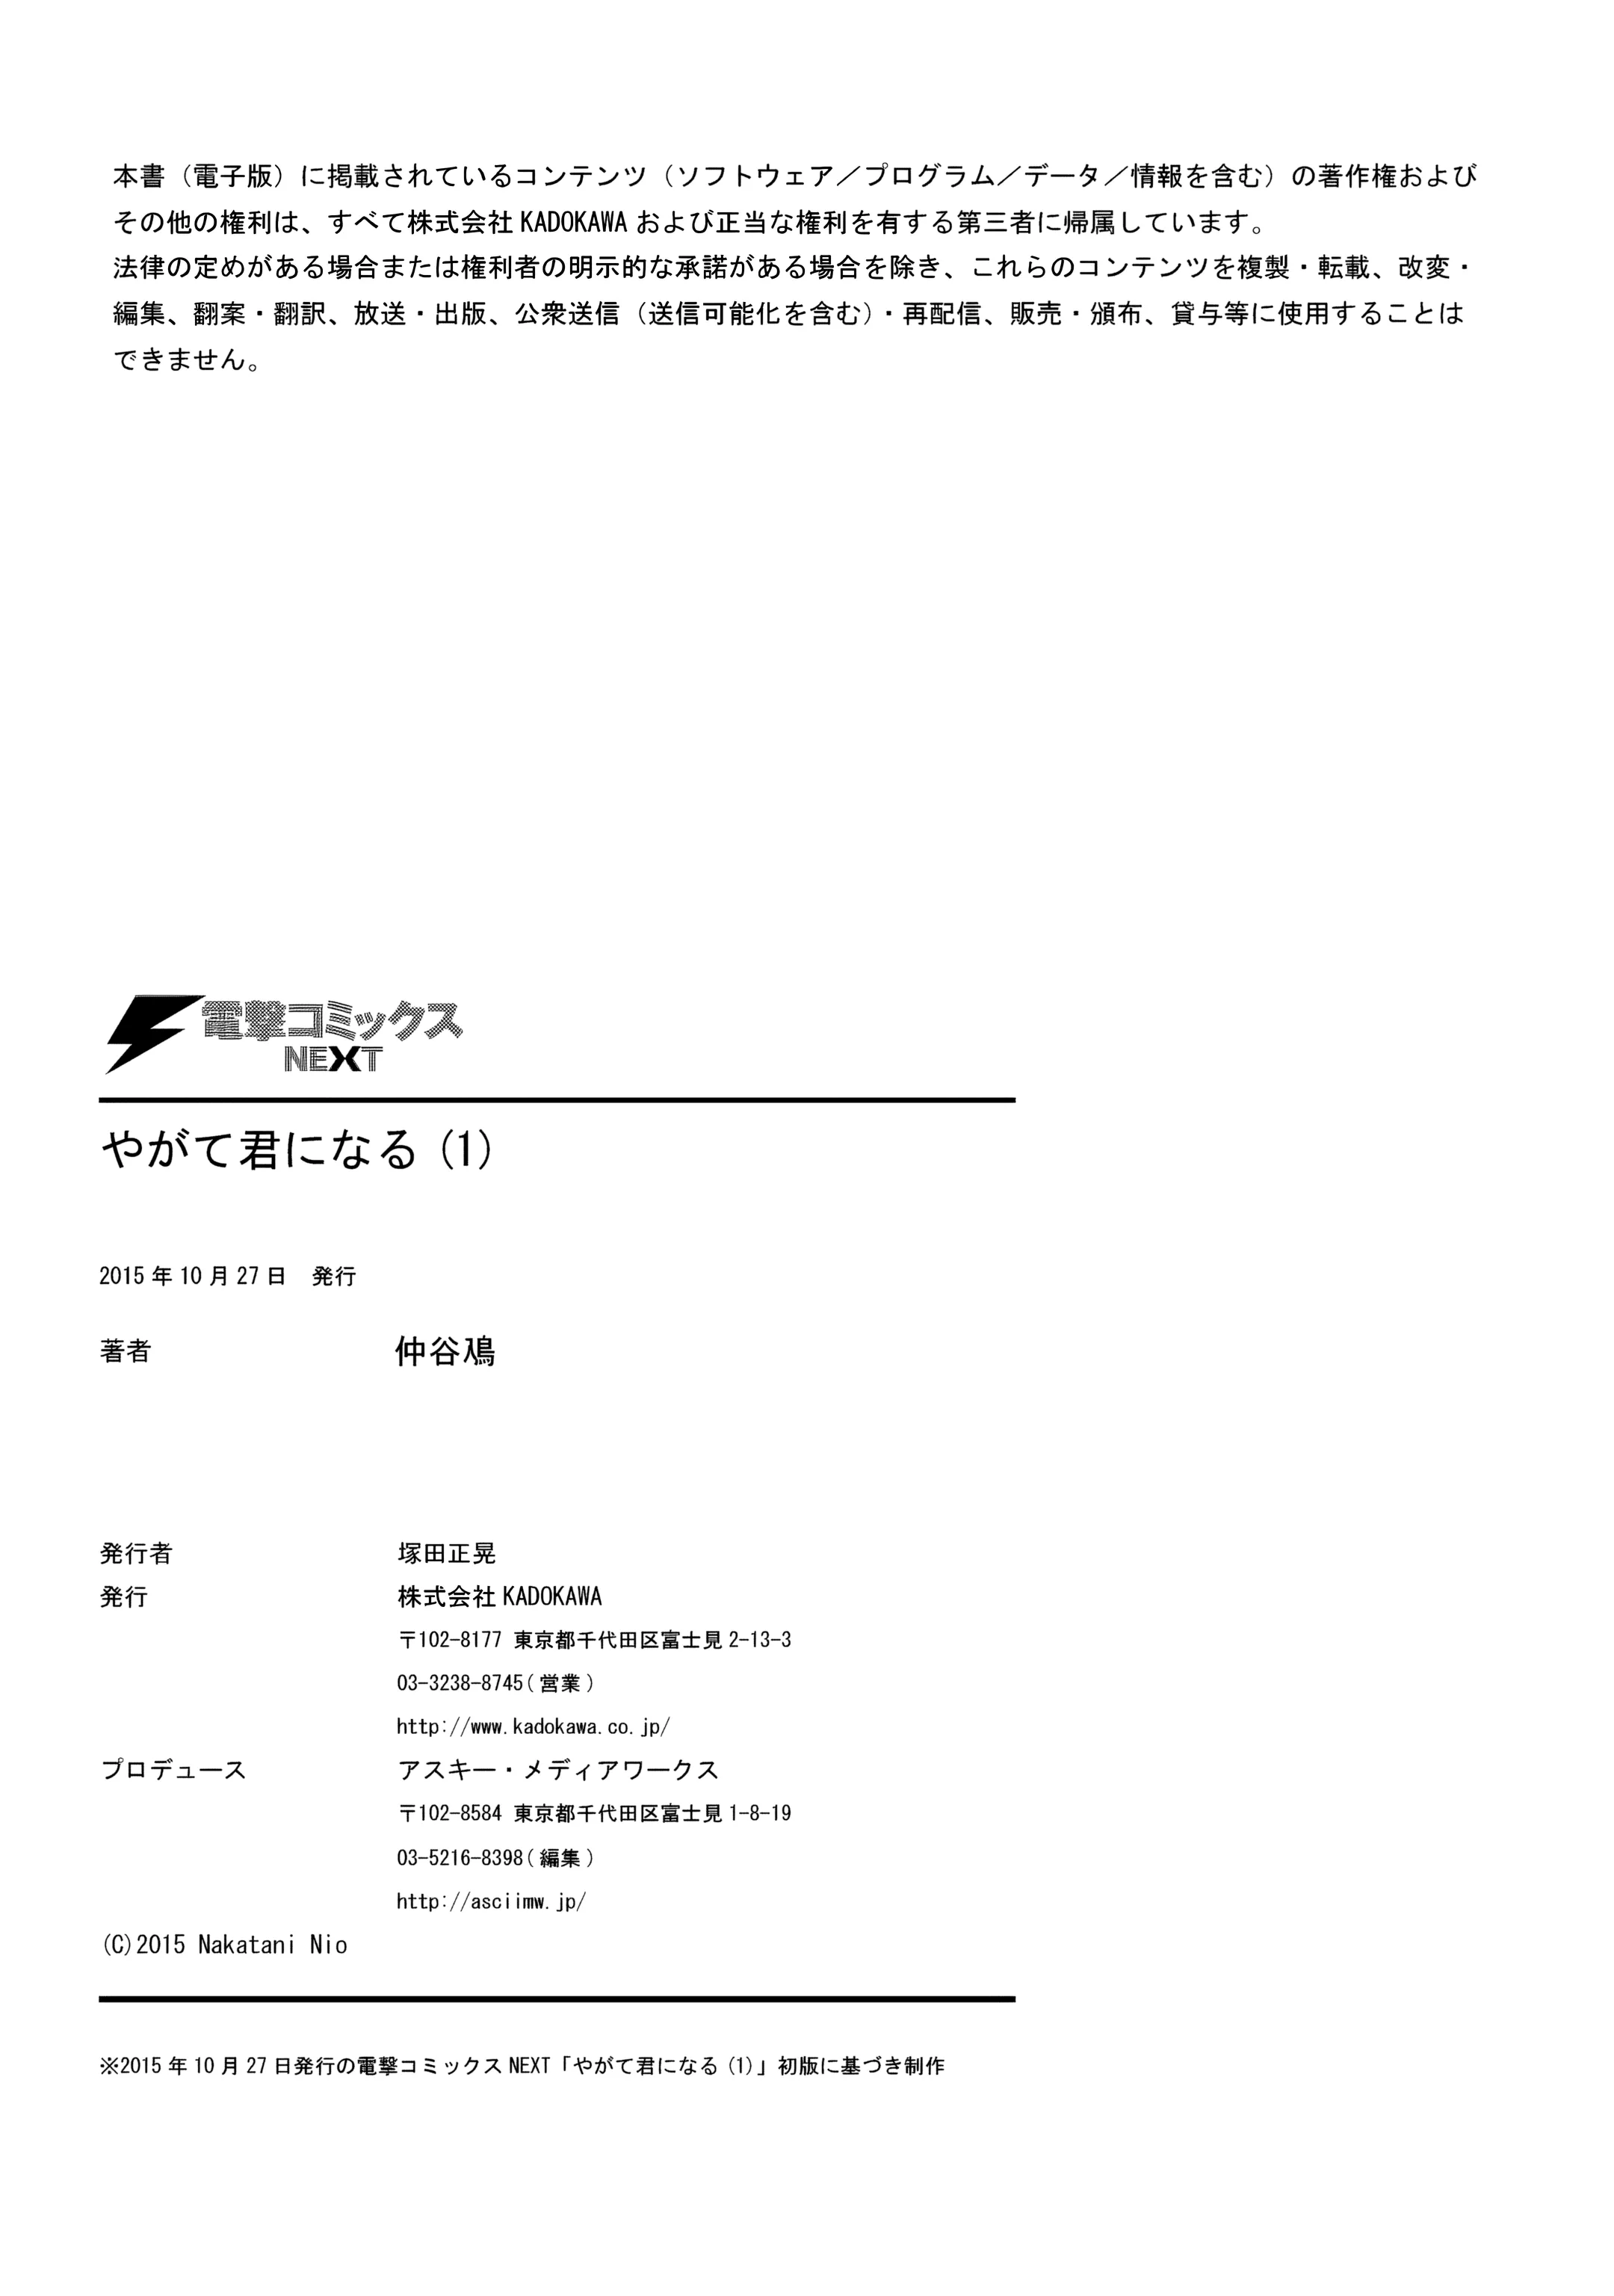 本書（電子版）に掲載されているコンテンツ（ソフトウェア／プログラム／データ／情報を含む）の著作権および
その他の権利は、すべて株式会社KADOKAWAおよび正当な権利を有する第三者に帰属しています。
法律の定めがある場合または権利者の明示的な承諾がある場合を除き、これらのコンテンツを複製・転載、改変・
編集、翻案・翻訳、放送・出版、公衆送信（送信可能化を含む）・再配信、販売・頒布、貸与等に使用することは
できません。
電撃コミックス
NEXT
やがて君になる (1)
2015年10月27日　発行
著者　仲谷鳰
発行者　塚田正晃
発行　株式会社KADOKAWA
〒102-8177 東京都千代田区富士見2-13-3
03-3238-8745(営業)
http://www.kadokawa.co.jp/
プロデュース　アスキー・メディアワークス
〒102-8584 東京都千代田区富士見1-8-19
03-5216-8398(編集)
http://asciimw.jp/
(C)2015 Nakatani Nio
※2015年10月27日発行の電撃コミックスNEXT「やがて君になる (1)」初版に基づき制作